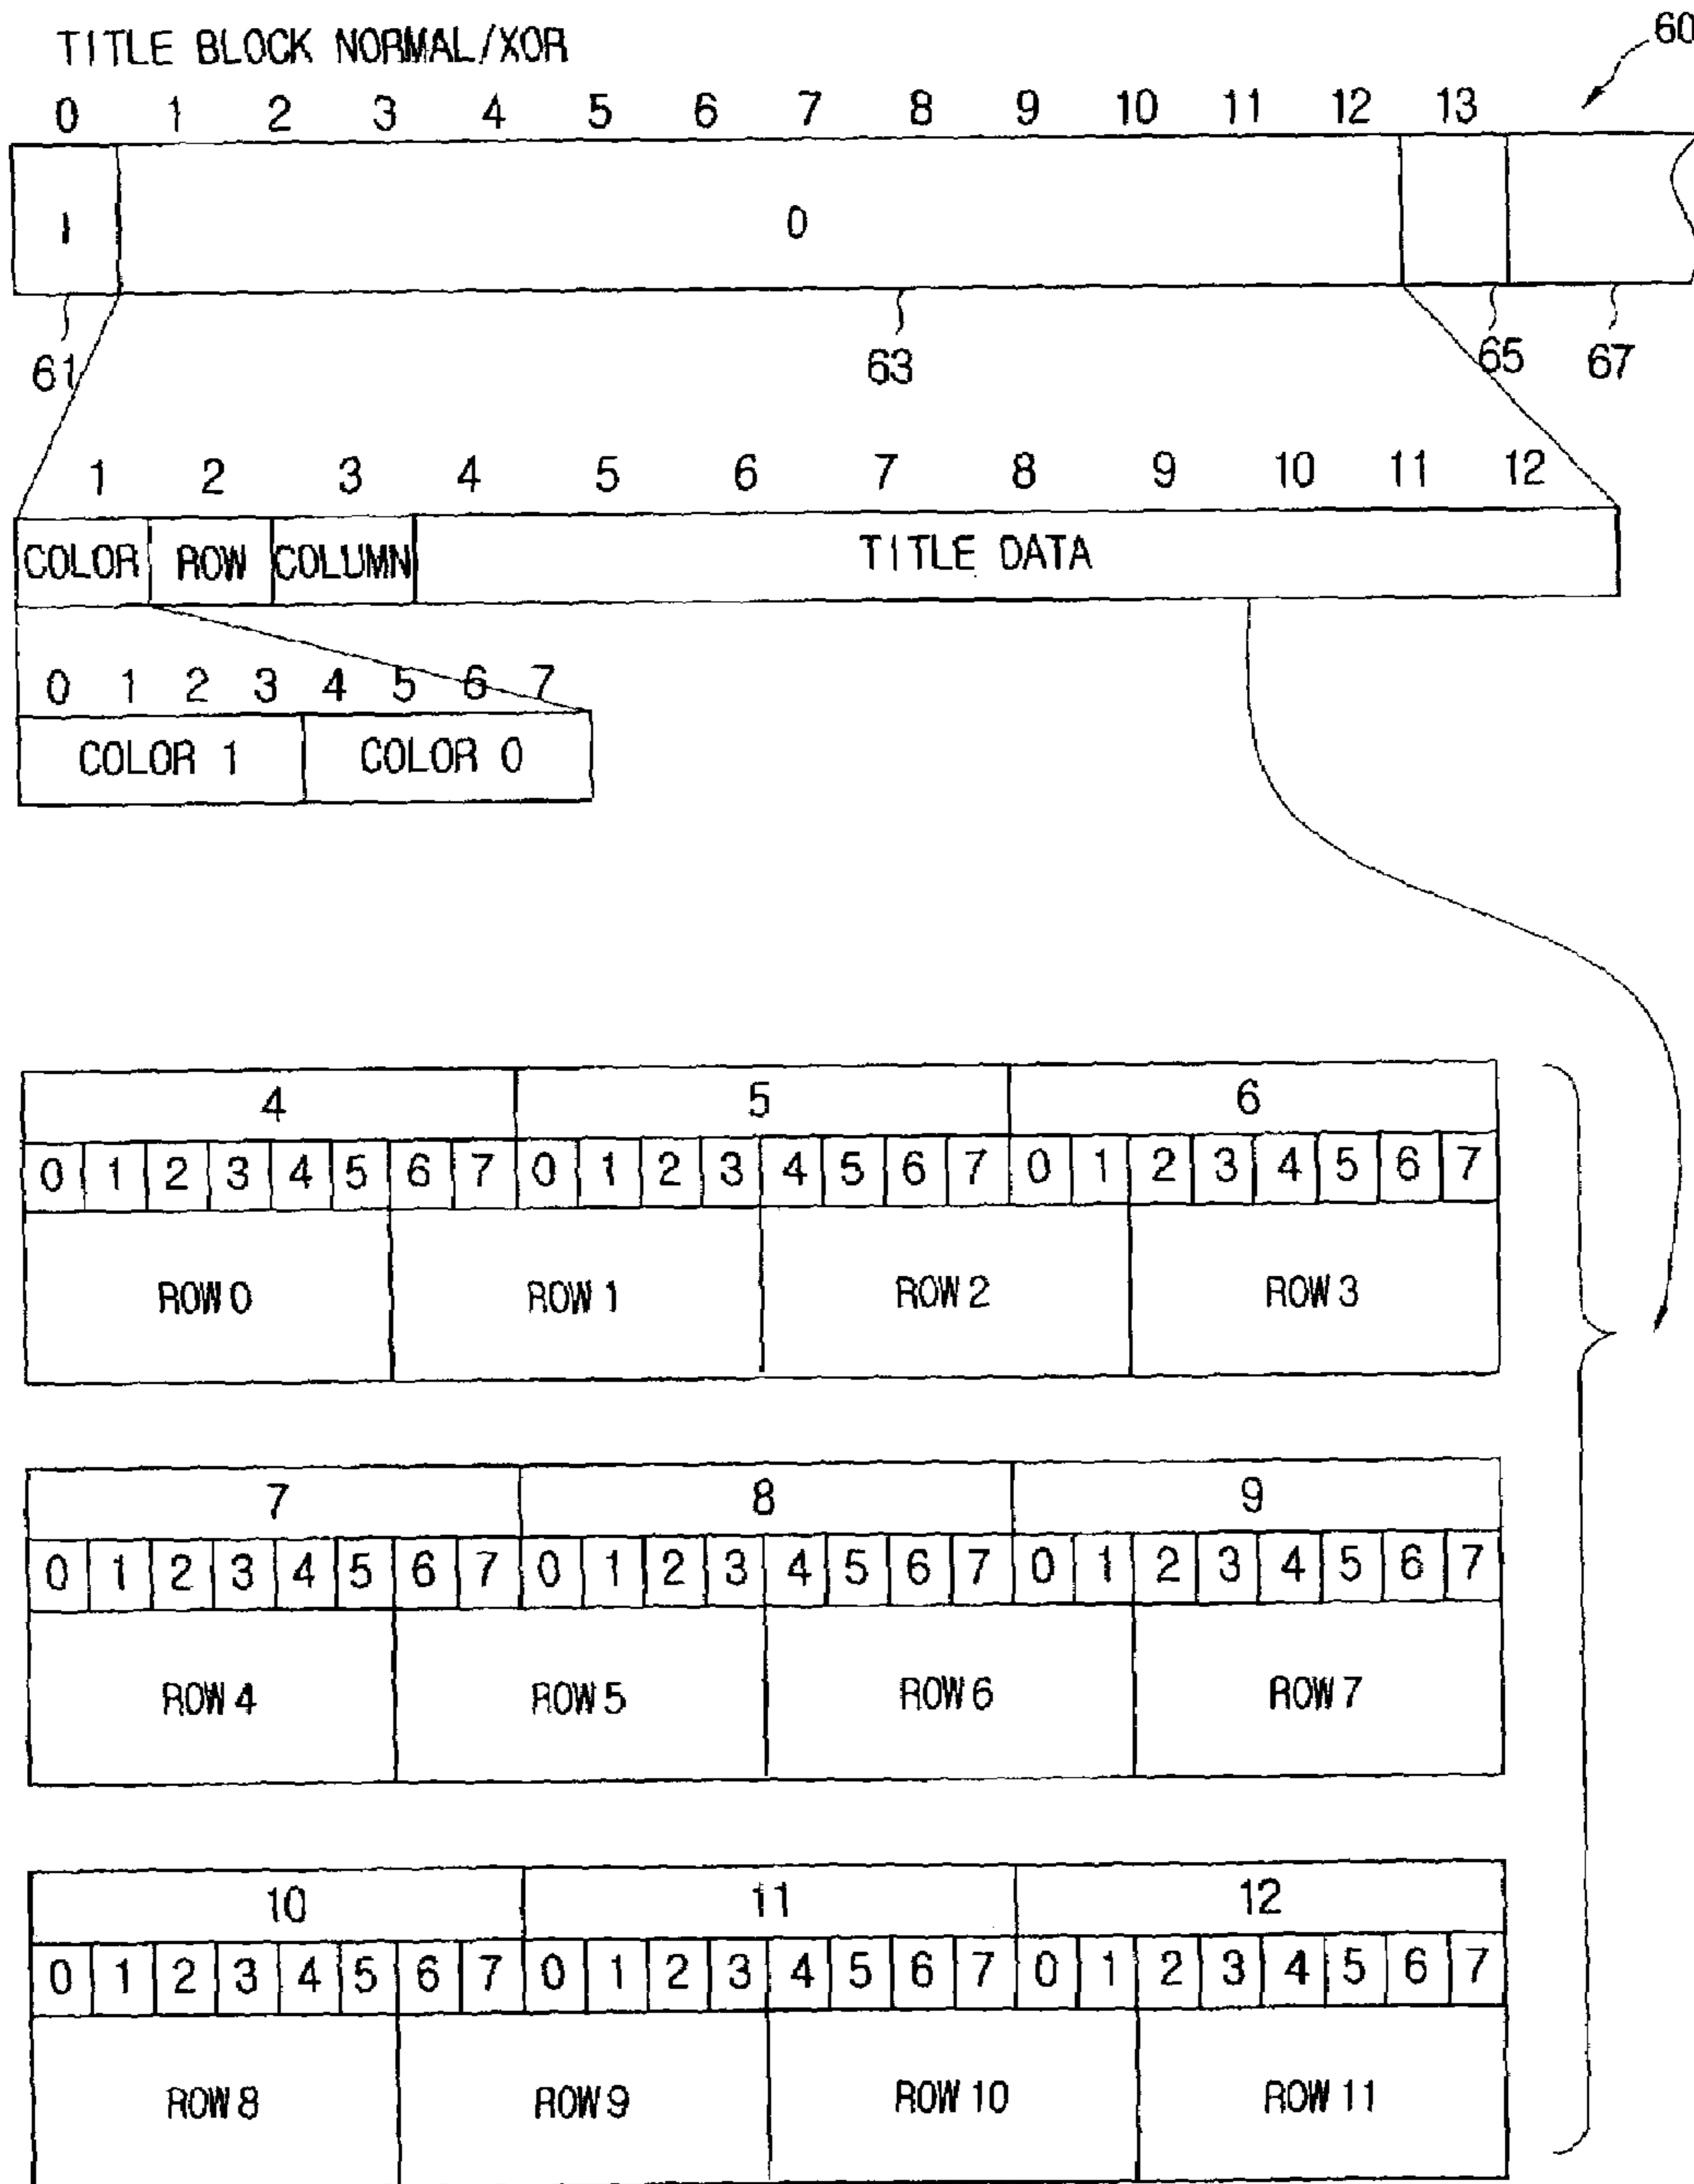 60
TITLE BLOCK NORMAL/XOR
0 1 2 3 4 5 6 7 8 9 10 11 12 13
1 0
61 63 65 67
1 2 3 4 5 6 7 8 9 10 11 12
COLOR ROW COLUMN TITLE DATA
0 1 2 3 4 5 6 7
COLOR 1 COLOR 0
4 5 6
0 1 2 3 4 5 6 7 0 1 2 3 4 5 6 7 0 1 2 3 4 5 6 7
ROW 0 ROW 1 ROW 2 ROW 3
7 8 9
0 1 2 3 4 5 6 7 0 1 2 3 4 5 6 7 0 1 2 3 4 5 6 7
ROW 4 ROW 5 ROW 6 ROW 7
10 11 12
0 1 2 3 4 5 6 7 0 1 2 3 4 5 6 7 0 1 2 3 4 5 6 7
ROW 8 ROW 9 ROW 10 ROW 11